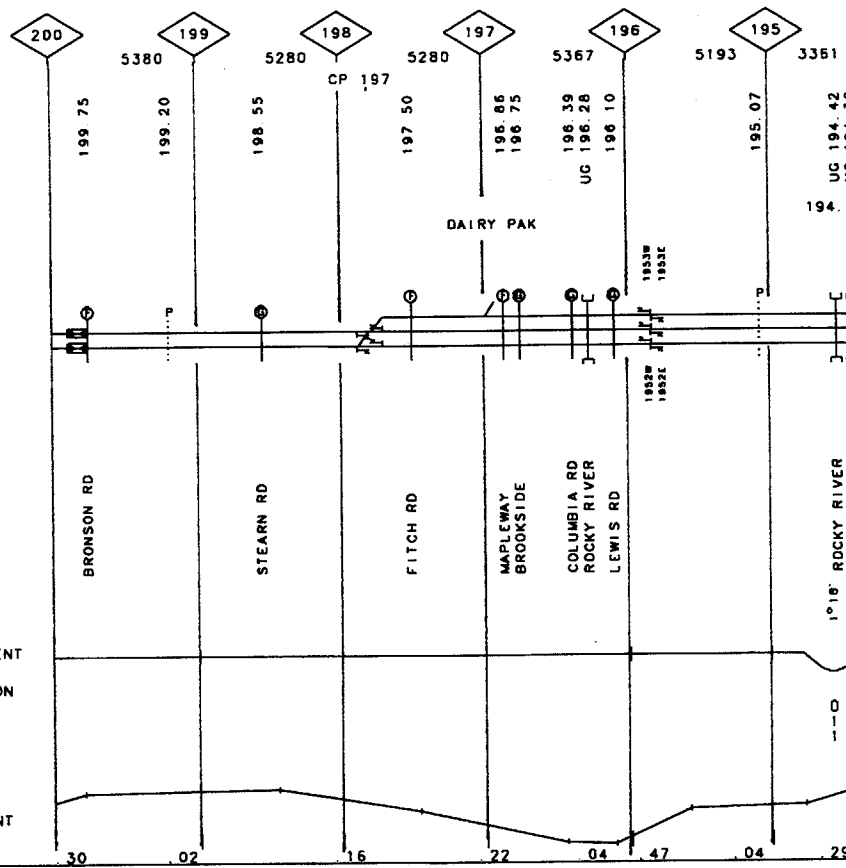 200 199 198 197 196 195
5380 5280 5280 5367 5193 3361
CP 197
199.75
199.20
198.55
197.50
196.86
196.75
196.39
UG 196.28
196.10
195.07
UG 194.42
194.
DAIRY PAK
1953W
1953E
F P G F F G G G P
1952W
1952E
BRONSON RD
STEARN RD
FITCH RD
MAPLEWAY
BROOKSIDE
COLUMBIA RD
ROCKY RIVER
LEWIS RD
1°16' ROCKY RIVER
ENT
ON
NT
.30 .02 .16 .22 .04 .47 .04 .29